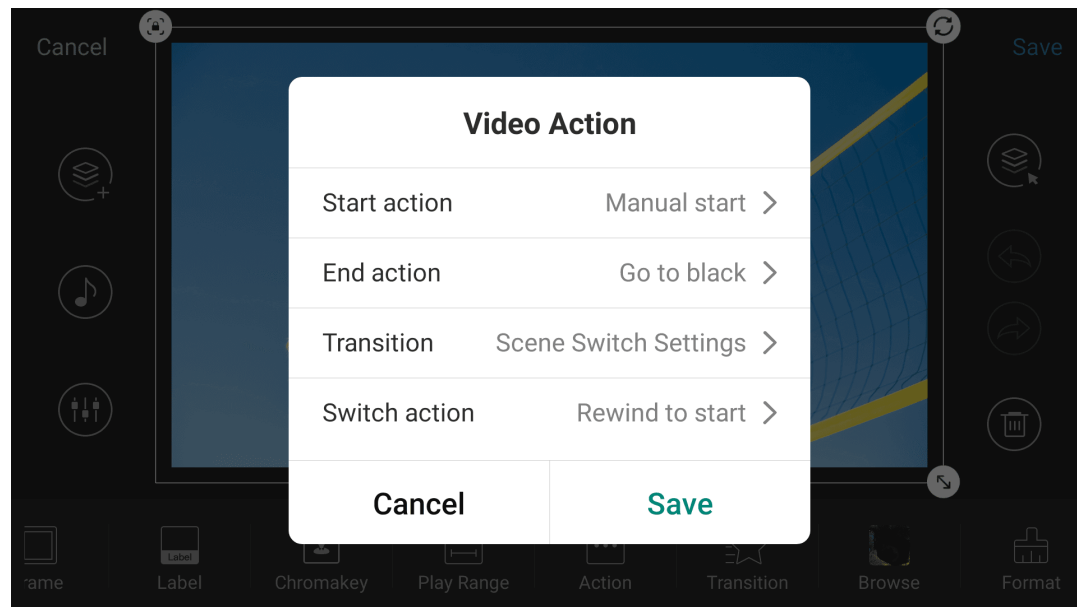 Cancel
Save
Video Action
Start action Manual start
End action Go to black
Transition Scene Switch Settings
Switch action Rewind to start
Cancel Save
rame Label Label Chromakey Play Range Action Transition Browse Format